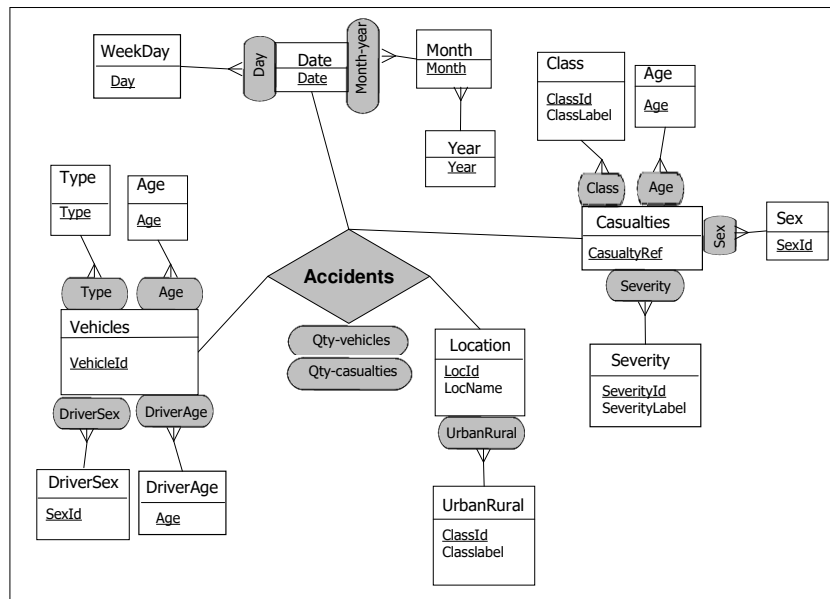 WeekDay
Day
Day
Date
Date
Month-year
Month
Month
Year
Year
Class
ClassId
ClassLabel
Age
Age
Class
Age
Casualties
CasualtyRef
Sex
Sex
SexId
Severity
Severity
SeverityId
SeverityLabel
Type
Type
Age
Age
Type
Age
Vehicles
VehicleId
DriverSex
DriverAge
DriverSex
SexId
DriverAge
Age
Accidents
Qty-vehicles
Qty-casualties
Location
LocId
LocName
UrbanRural
UrbanRural
ClassId
Classlabel